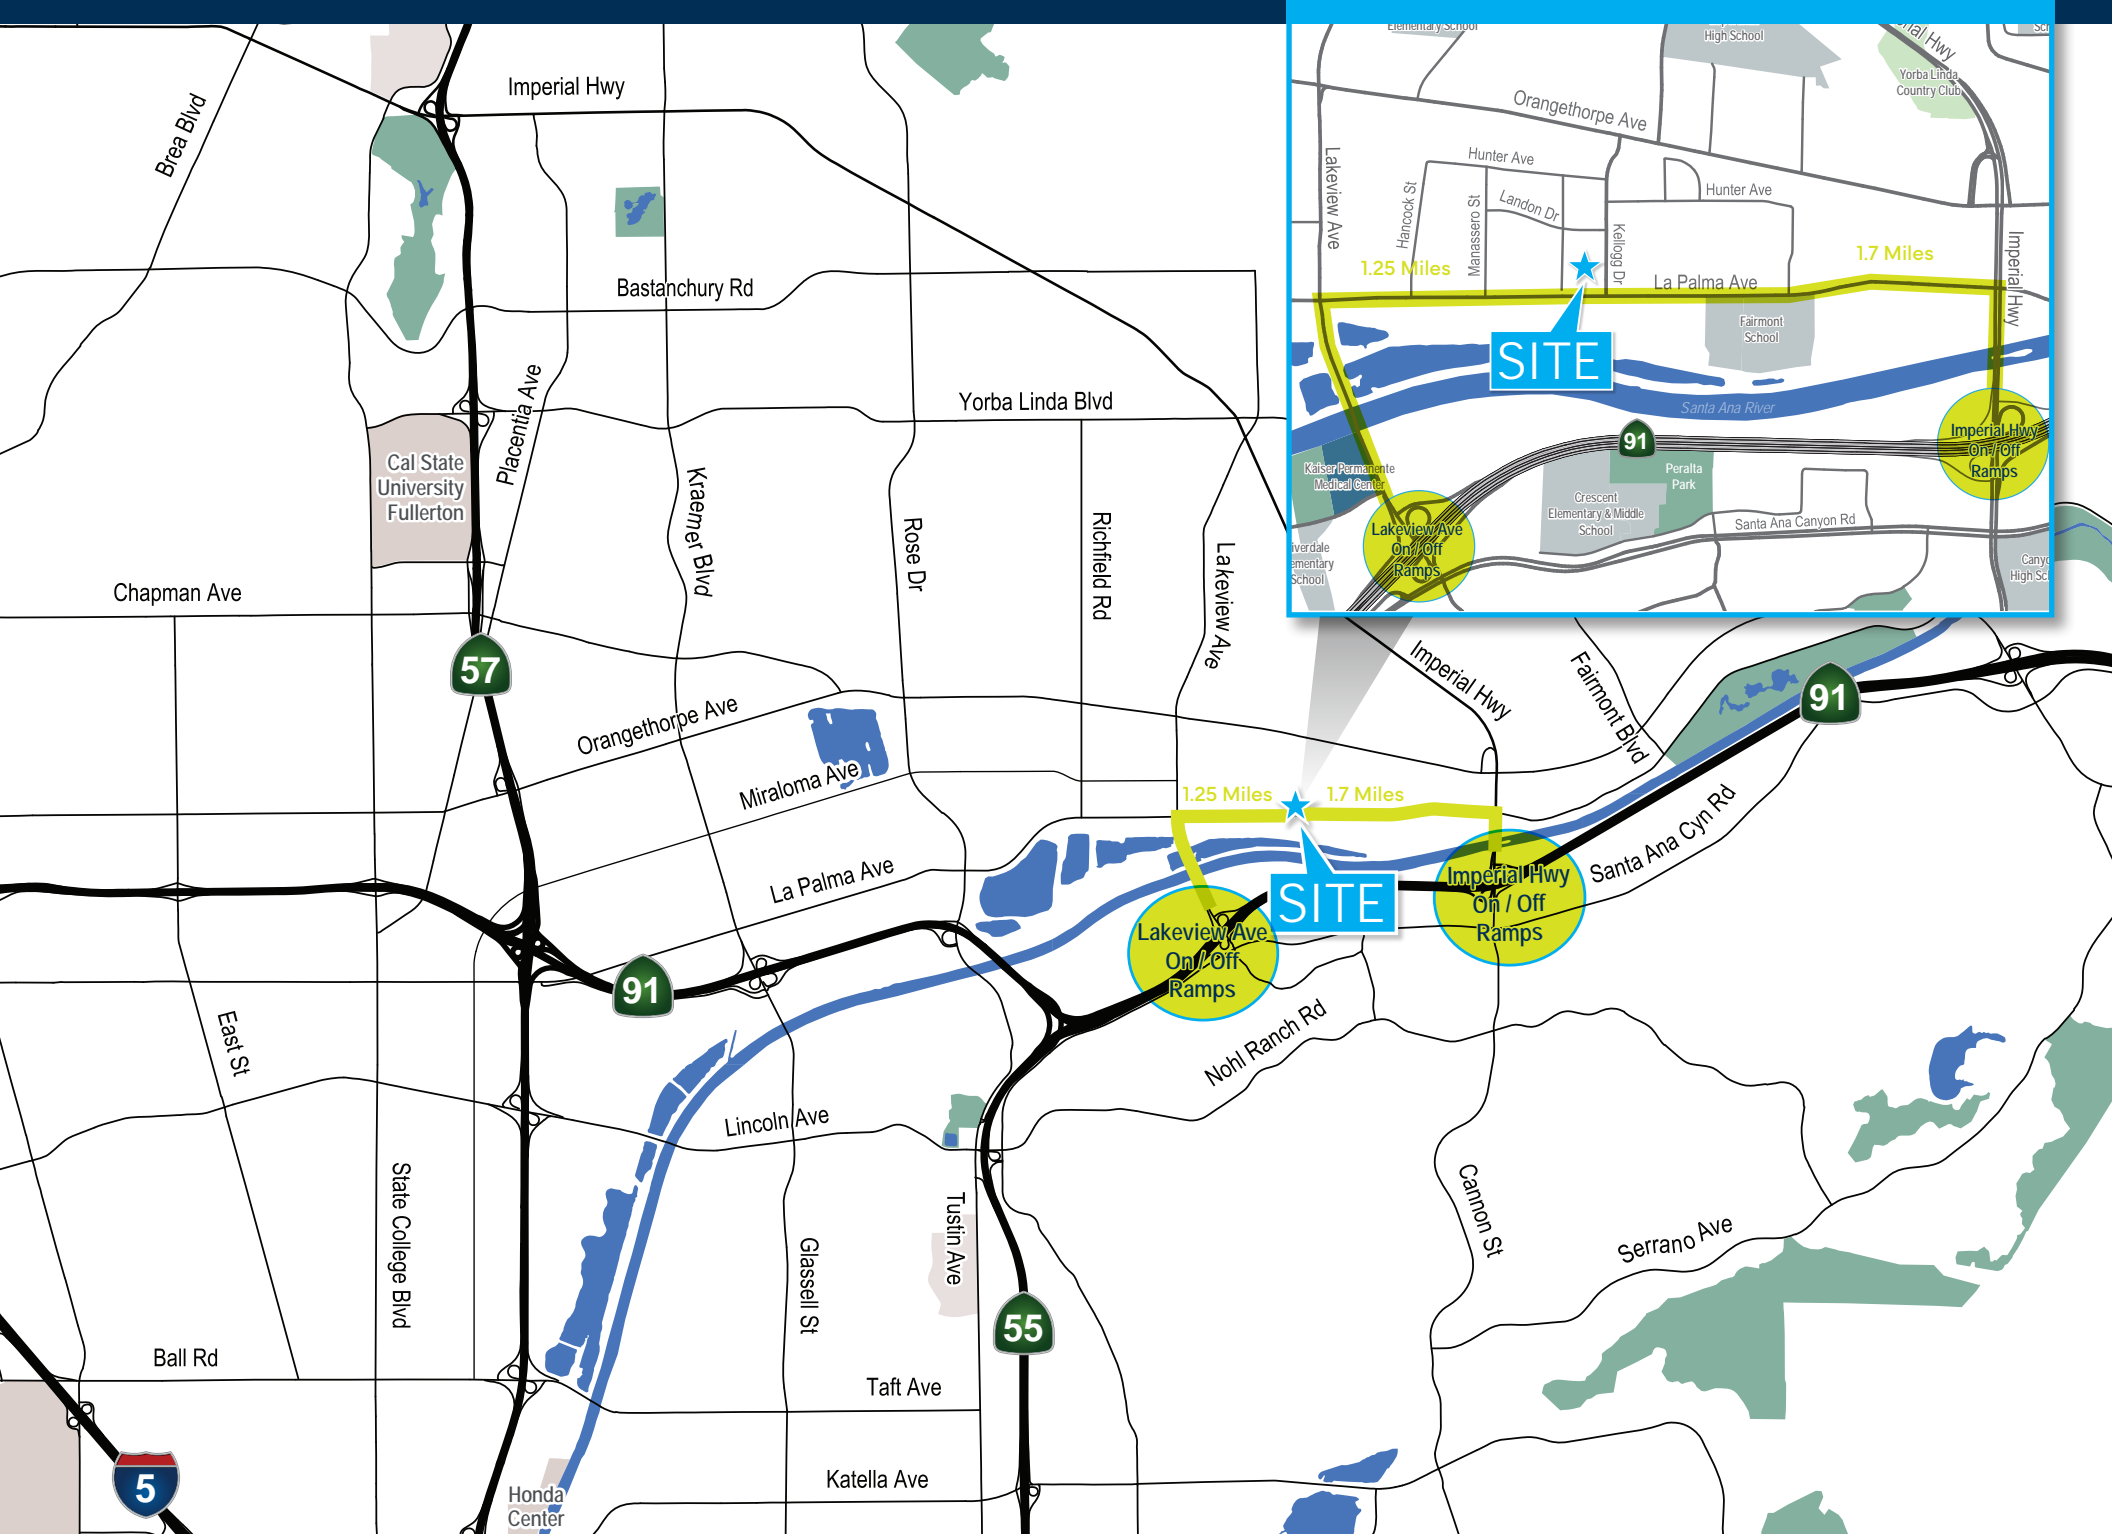 Imperial Hwy
Brea Blvd
Bastanchury Rd
Placentia Ave
Yorba Linda Blvd
Cal State
University
Fullerton
Kraemer Blvd
Rose Dr
Richfield Rd
Lakeview Ave
Chapman Ave
57
Orangethorpe Ave
Miraloma Ave
La Palma Ave
91
East St
State College Blvd
Lincoln Ave
Glassell St
Tustin Ave
55
Ball Rd
Taft Ave
Katella Ave
5
Honda
Center
Imperial Hwy
Fairmont Blvd
91
Santa Ana Cyn Rd
1.25 Miles
1.7 Miles
SITE
Lakeview Ave
On / Off
Ramps
Imperial Hwy
On / Off
Ramps
Nohl Ranch Rd
Cannon St
Serrano Ave
Elementary School
High School
Hwy
Yorba Linda
Country Club
Orangethorpe Ave
Lakeview Ave
Hunter Ave
Hancock St
Manassero St
Landon Dr
Kellogg Dr
Hunter Ave
Imperial Hwy
1.25 Miles
1.7 Miles
La Palma Ave
Fairmont
School
SITE
Santa Ana River
91
Kaiser Permanente
Medical Center
Peralta
Park
Crescent
Elementary & Middle
School
Santa Ana Canyon Rd
Imperial Hwy
On / Off
Ramps
Lakeview Ave
On / Off
Ramps
School
High